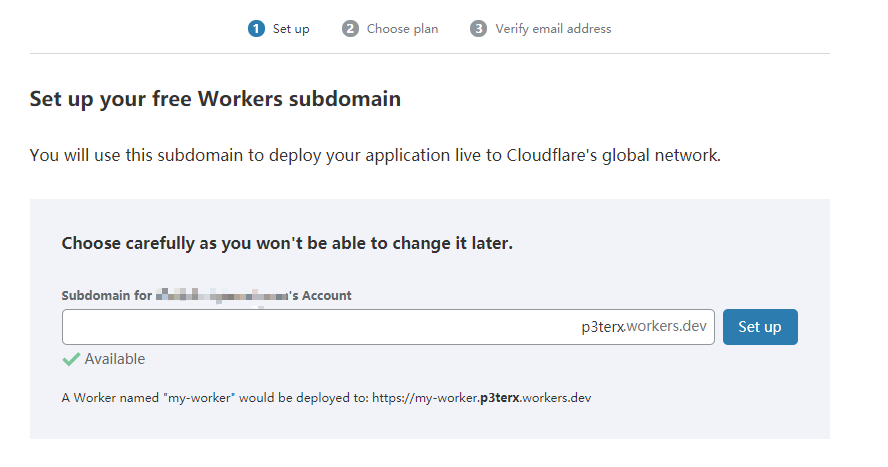 1 Set up 2 Choose plan 3 Verify email address
Set up your free Workers subdomain
You will use this subdomain to deploy your application live to Cloudflare's global network.
Choose carefully as you won't be able to change it later.
Subdomain for 's Account
p3terx.workers.dev Set up
Available
A Worker named "my-worker" would be deployed to: https://my-worker.p3terx.workers.dev